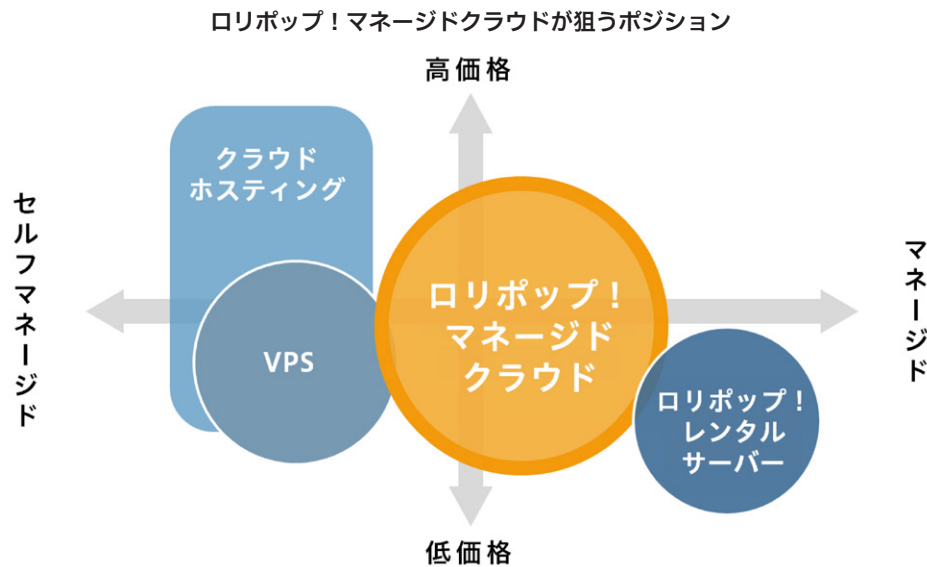 ロリポップ！マネージドクラウドが狙うポジション
高価格
クラウド
ホスティング
セルフマネージド
マネージド
ロリポップ！
マネージド
クラウド
VPS
ロリポップ！
レンタル
サーバー
低価格